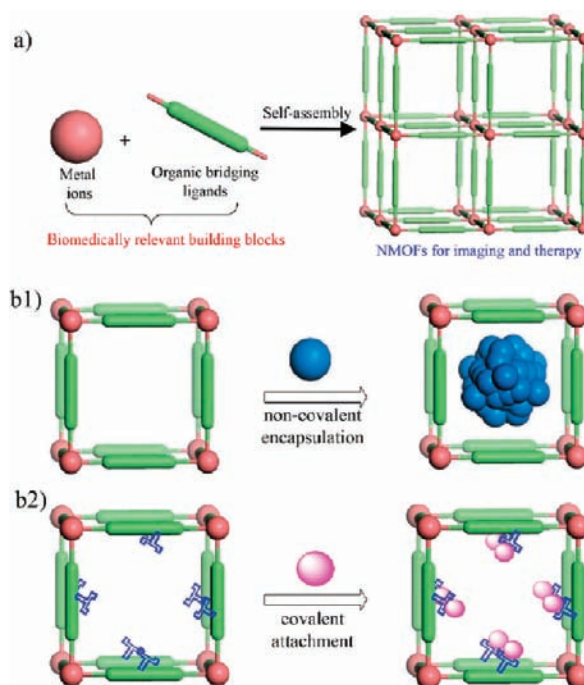 a)
Self-assembly
+
Metal
ions
Organic bridging
ligands
Biomedically relevant building blocks
NMOFs for imaging and therapy
b1)
non-covalent
encapsulation
b2)
covalent
attachment